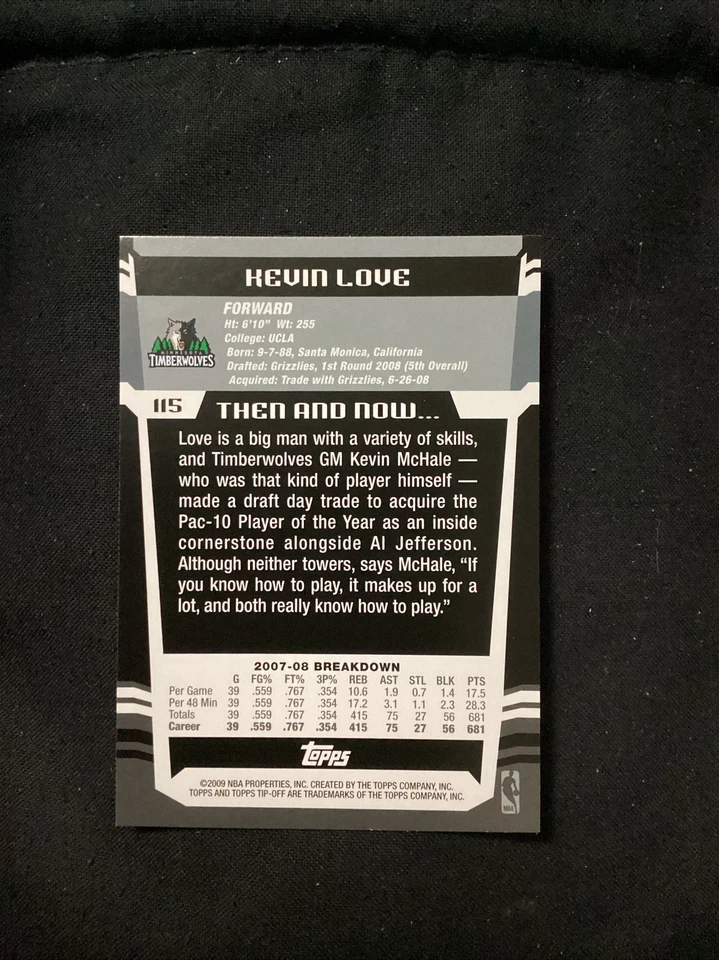 KEVIN LOVE
FORWARD
Ht: 6'10" Wt: 255
College: UCLA
Born: 9-7-88, Santa Monica, California
Drafted: Grizzlies, 1st Round 2008 (5th Overall)
Acquired: Trade with Grizzlies, 6-26-08
MINNESOTA
TIMBERWOLVES
115 THEN AND NOW...
Love is a big man with a variety of skills,
and Timberwolves GM Kevin McHale —
who was that kind of player himself —
made a draft day trade to acquire the
Pac-10 Player of the Year as an inside
cornerstone alongside Al Jefferson.
Although neither towers, says McHale, “If
you know how to play, it makes up for a
lot, and both really know how to play.”
2007-08 BREAKDOWN
G FG% FT% 3P% REB AST STL BLK PTS
Per Game 39 .559 .767 .354 10.6 1.9 0.7 1.4 17.5
Per 48 Min 39 .559 .767 .354 17.2 3.1 1.1 2.3 28.3
Totals 39 .559 .767 .354 415 75 27 56 681
Career 39 .559 .767 .354 415 75 27 56 681
topps
©2009 NBA PROPERTIES, INC. CREATED BY THE TOPPS COMPANY, INC.
TOPPS AND TOPPS TIP-OFF ARE TRADEMARKS OF THE TOPPS COMPANY, INC.
NBA